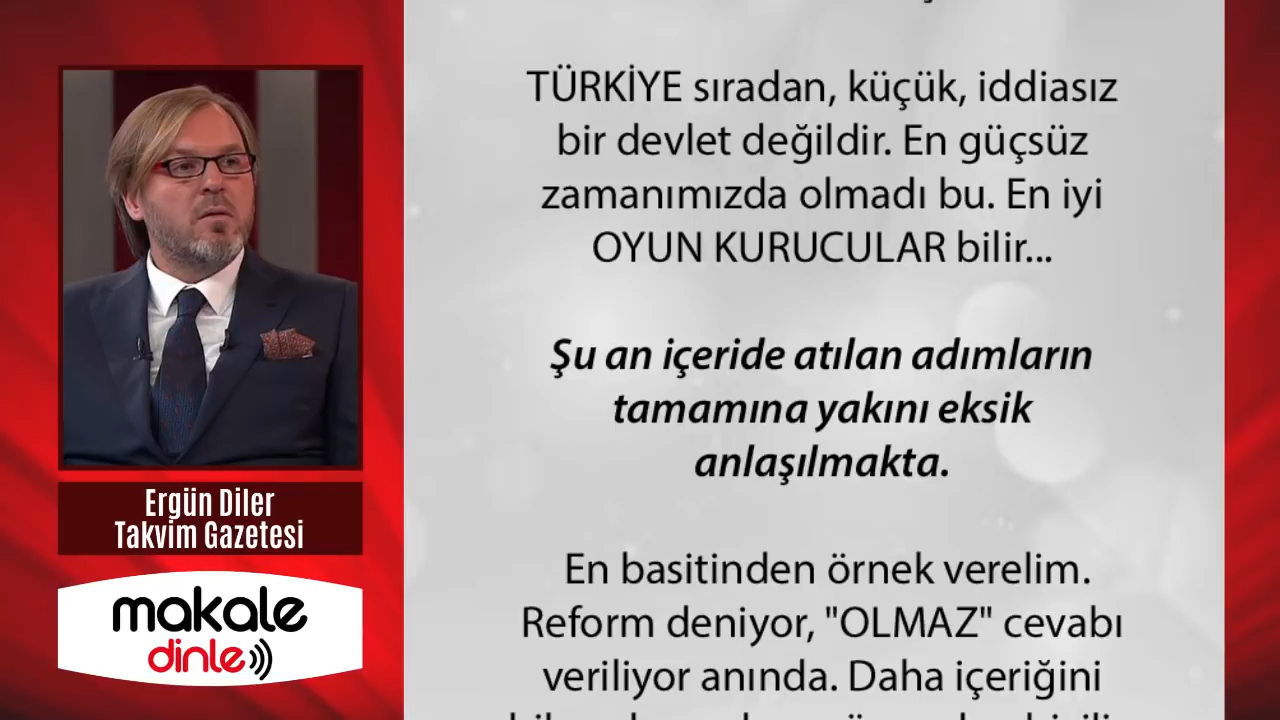 TÜRKİYE sıradan, küçük, iddiasız
bir devlet değildir. En güçsüz
zamanımızda olmadı bu. En iyi
OYUN KURUCULAR bilir...
Şu an içeride atılan adımların
tamamına yakını eksik
anlaşılmakta.
En basitinden örnek verelim.
Reform deniyor, "OLMAZ" cevabı
veriliyor anında. Daha içeriğini
Ergün Diler
Takvim Gazetesi
makale
dinle